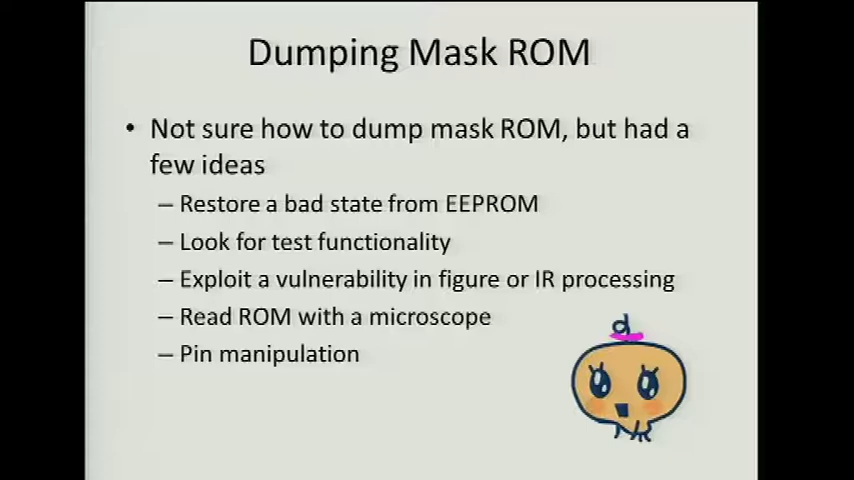 Dumping Mask ROM
• Not sure how to dump mask ROM, but had a
few ideas
– Restore a bad state from EEPROM
– Look for test functionality
– Exploit a vulnerability in figure or IR processing
– Read ROM with a microscope
– Pin manipulation